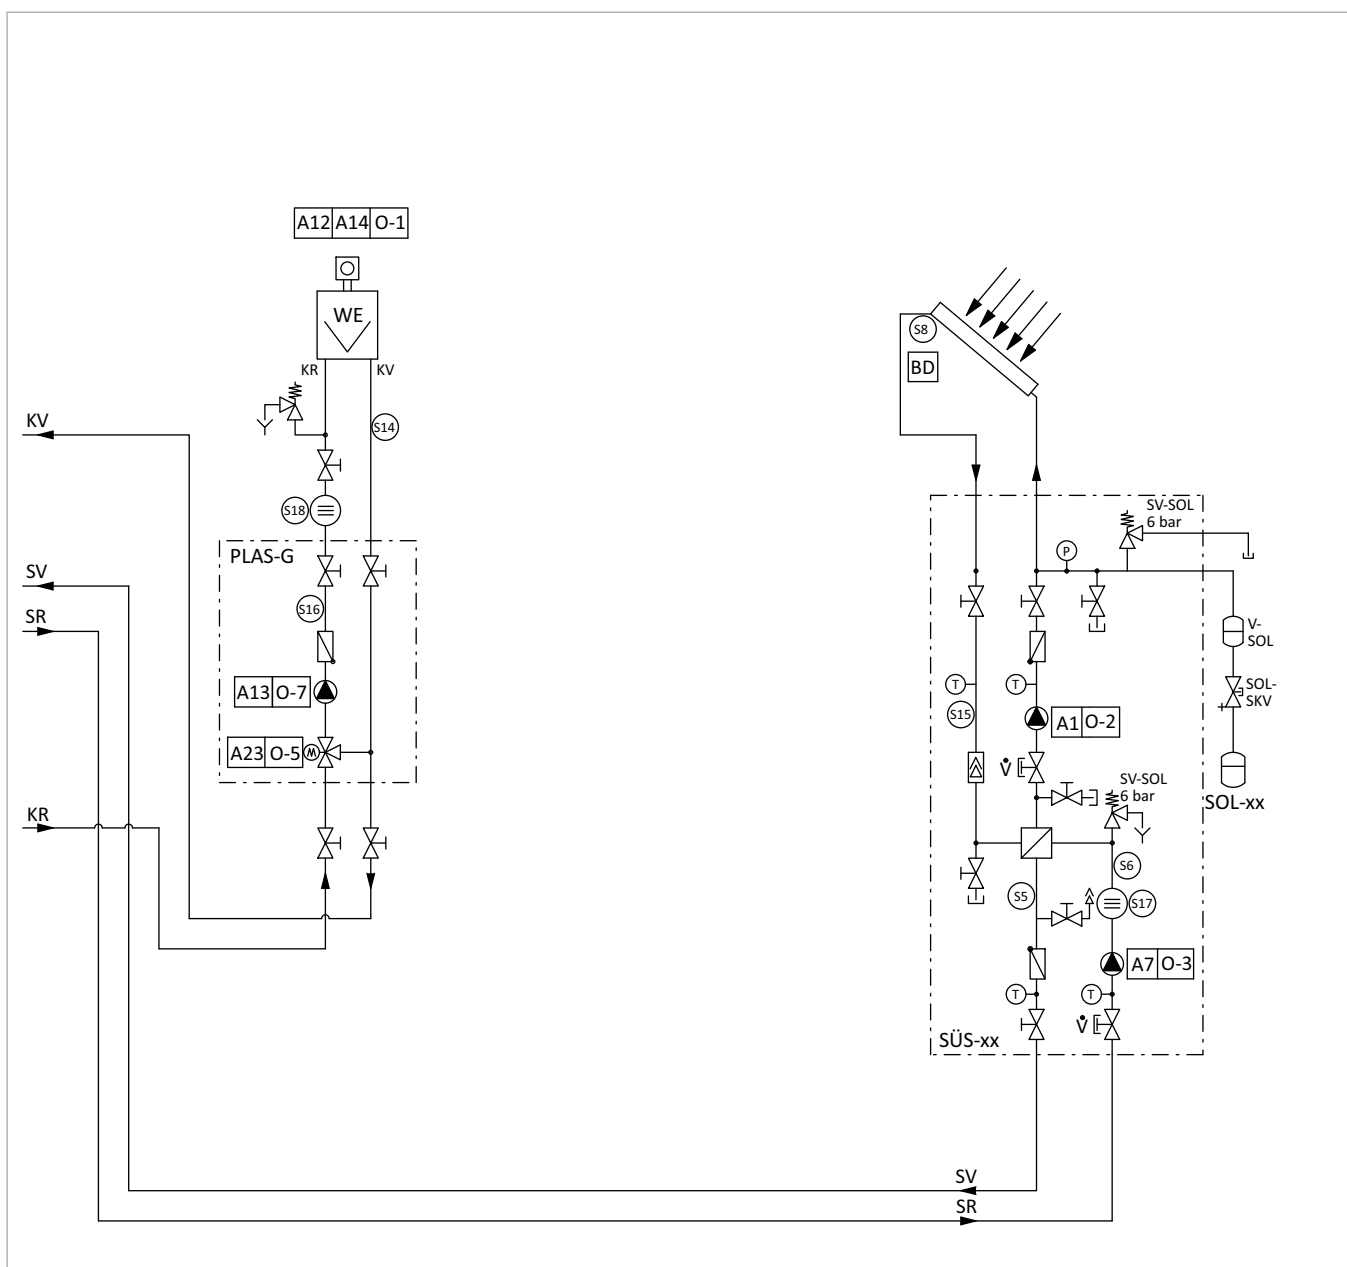 A12 A14 O-1
WE
S8
BD
KR KV
KV
S14
S18
SV-SOL
6 bar
PLAS-G
P
SV
S16
SR
V-
SOL
T T
A13 O-7
SOL-
SKV
S15
A1 O-2
A23 O-5 M
V̇
SV-SOL
6 bar
SOL-xx
KR
S6
S5
S17
A7 O-3
T T
V̇
SÜS-xx
SV
SR